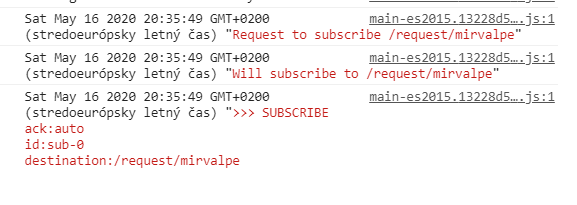 Sat May 16 2020 20:35:49 GMT+0200 main-es2015.13228d5….js:1
(stredoeurópsky letný čas) "Request to subscribe /request/mirvalpe"
Sat May 16 2020 20:35:49 GMT+0200 main-es2015.13228d5….js:1
(stredoeurópsky letný čas) "Will subscribe to /request/mirvalpe"
Sat May 16 2020 20:35:49 GMT+0200 main-es2015.13228d5….js:1
(stredoeurópsky letný čas) ">>> SUBSCRIBE
ack:auto
id:sub-0
destination:/request/mirvalpe